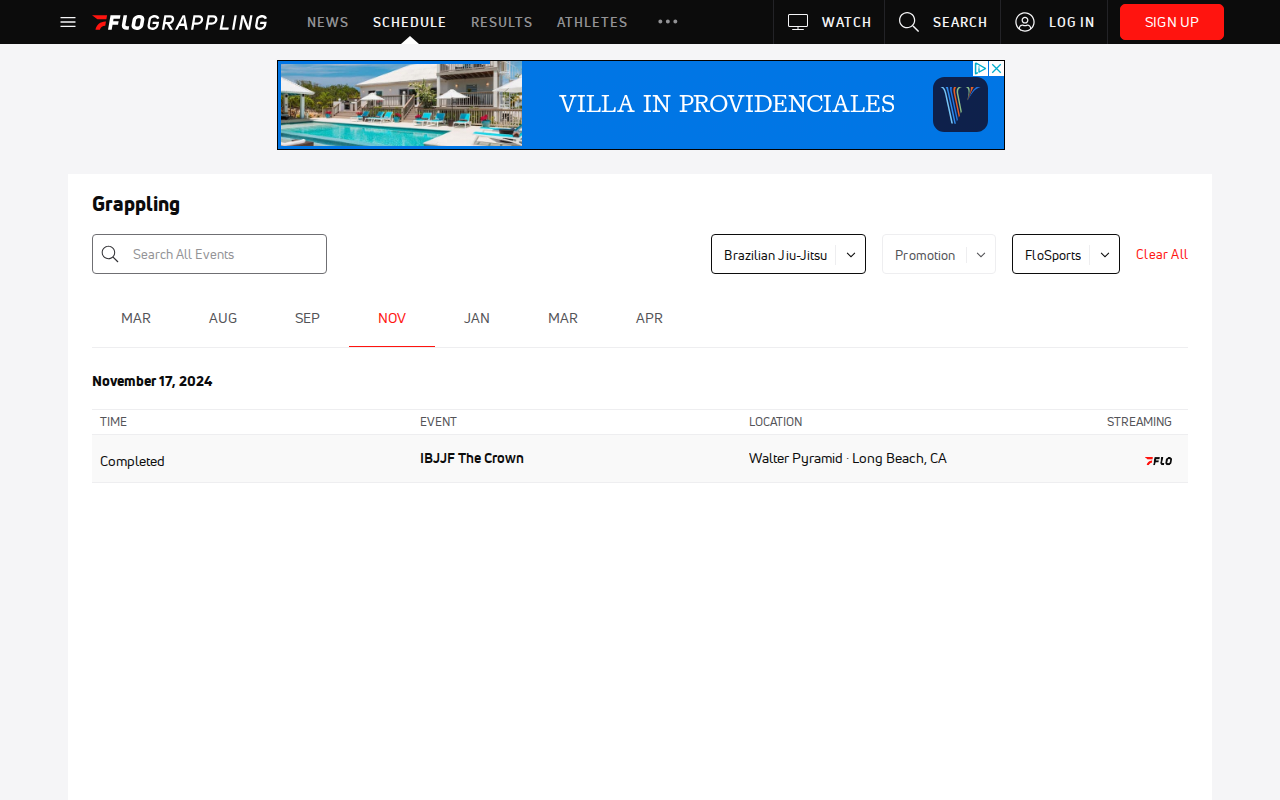 FLOGRAPPLING NEWS SCHEDULE RESULTS ATHLETES WATCH SEARCH LOG IN SIGN UP
VILLA IN PROVIDENCIALES
Grappling
Search All Events Brazilian Jiu-Jitsu Promotion FloSports Clear All
MAR AUG SEP NOV JAN MAR APR
November 17, 2024
TIME EVENT LOCATION STREAMING
Completed IBJJF The Crown Walter Pyramid · Long Beach, CA FLO